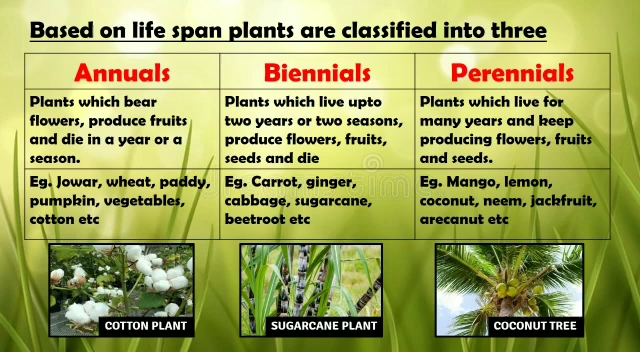 Based on life span plants are classified into three
Annuals
Biennials
Perennials
Plants which bear
flowers, produce fruits
and die in a year or a
season.
Plants which live upto
two years or two seasons,
produce flowers, fruits,
seeds and die
Plants which live for
many years and keep
producing flowers, fruits
and seeds.
Eg. Jowar, wheat, paddy,
pumpkin, vegetables,
cotton etc
Eg. Carrot, ginger,
cabbage, sugarcane,
beetroot etc
Eg. Mango, lemon,
coconut, neem, jackfruit,
arecanut etc
COTTON PLANT
SUGARCANE PLANT
COCONUT TREE